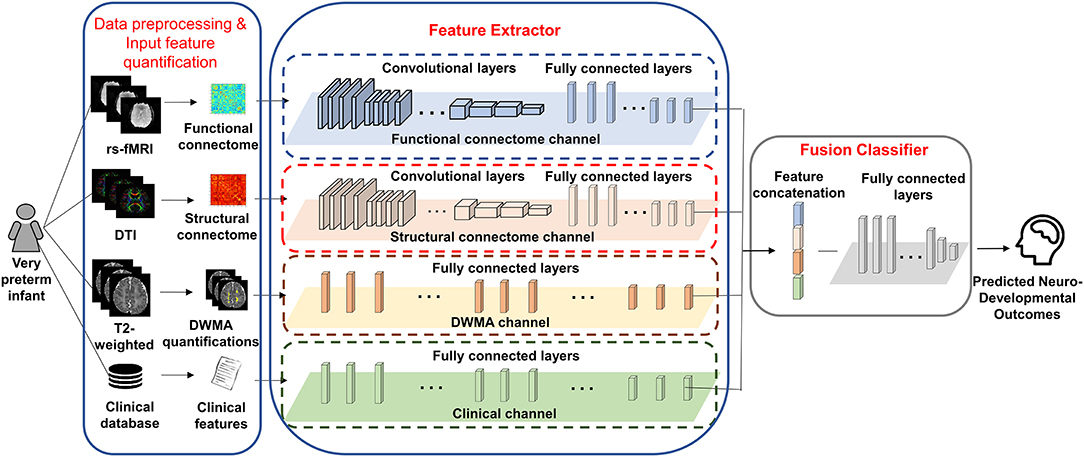 Data preprocessing &
Input feature
quantification
rs-fMRI
Functional
connectome
DTI
Structural
connectome
Very
preterm
infant
T2-
weighted
DWMA
quantifications
Clinical
database
Clinical
features
Feature Extractor
Convolutional layers
Fully connected layers
Functional connectome channel
Convolutional layers
Fully connected layers
Structural connectome channel
Fully connected layers
DWMA channel
Fully connected layers
Clinical channel
Fusion Classifier
Feature
concatenation
Fully connected
layers
Predicted Neuro-
Developmental
Outcomes